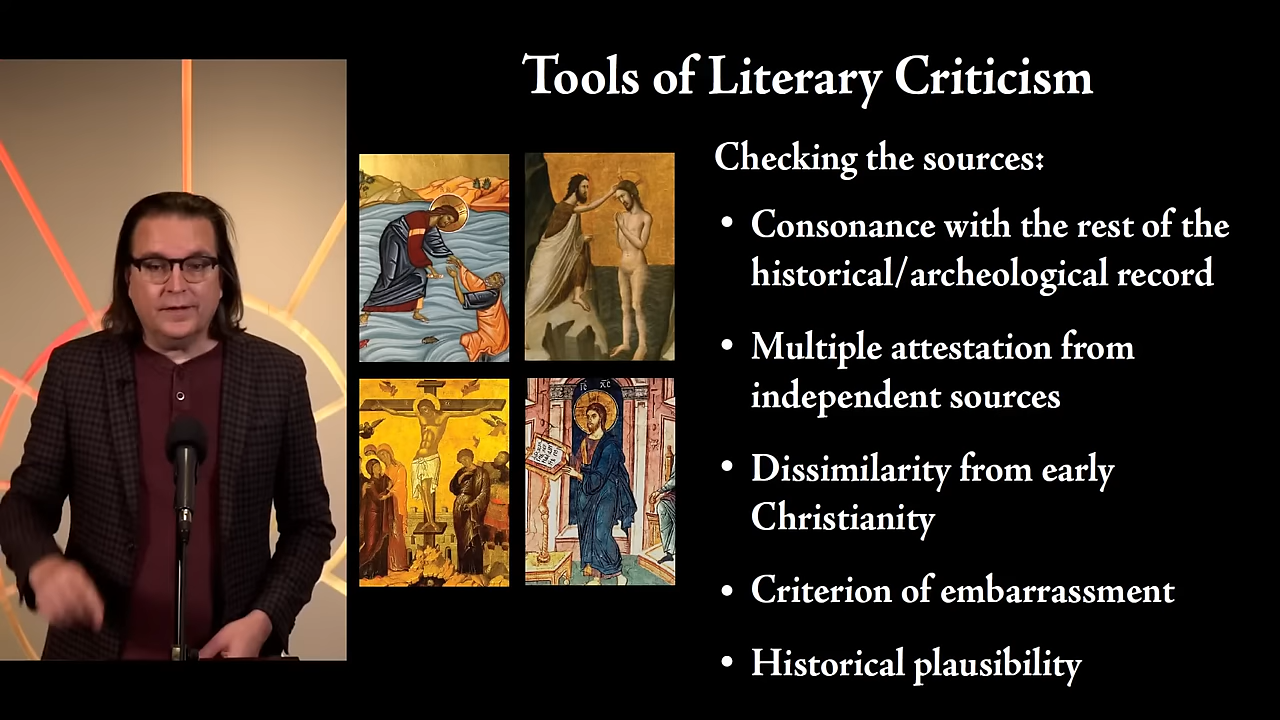 Tools of Literary Criticism
Checking the sources:
• Consonance with the rest of the
historical/archeological record
• Multiple attestation from
independent sources
• Dissimilarity from early
Christianity
• Criterion of embarrassment
• Historical plausibility